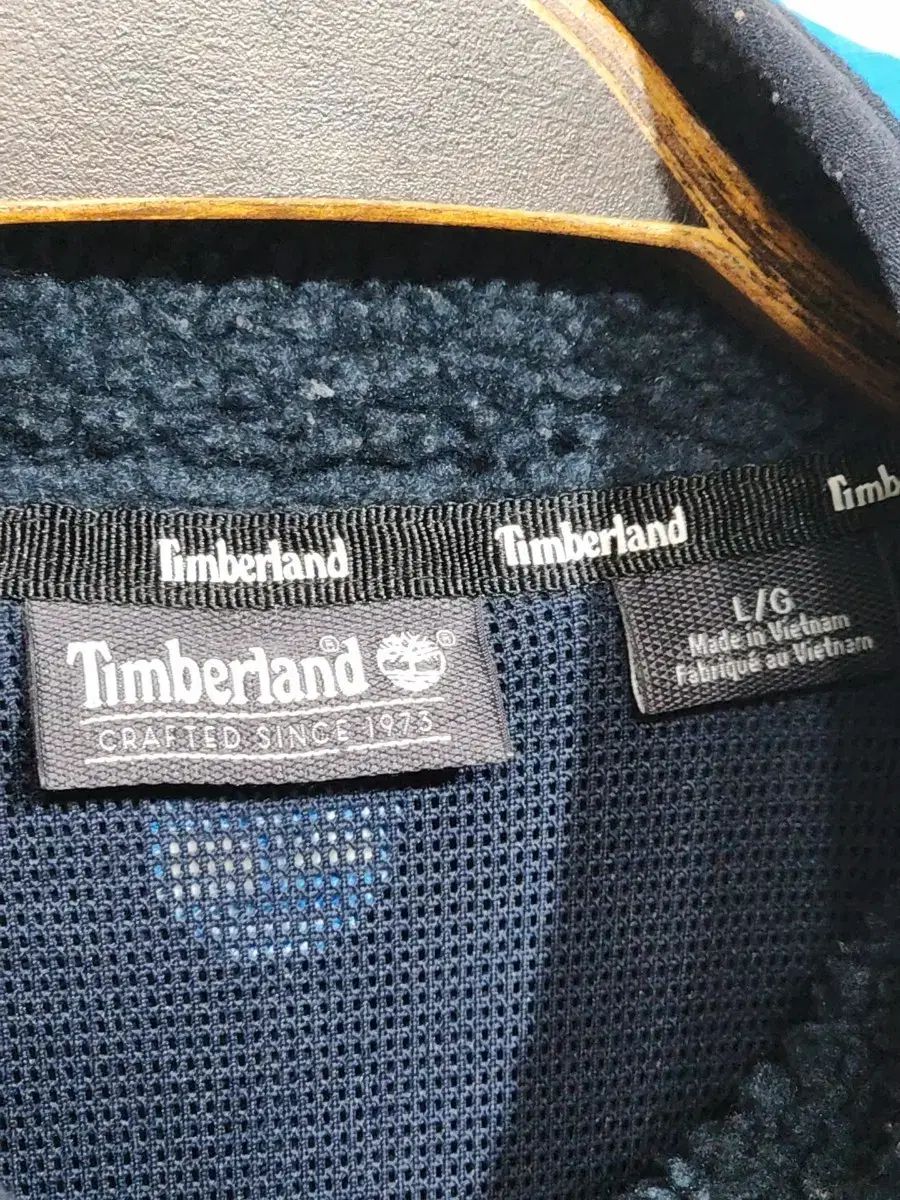 Timberland
Timberland
Timb
Timberland®
®
CRAFTED SINCE 1973
L/G
Made in Vietnam
Fabriqué au Vietnam